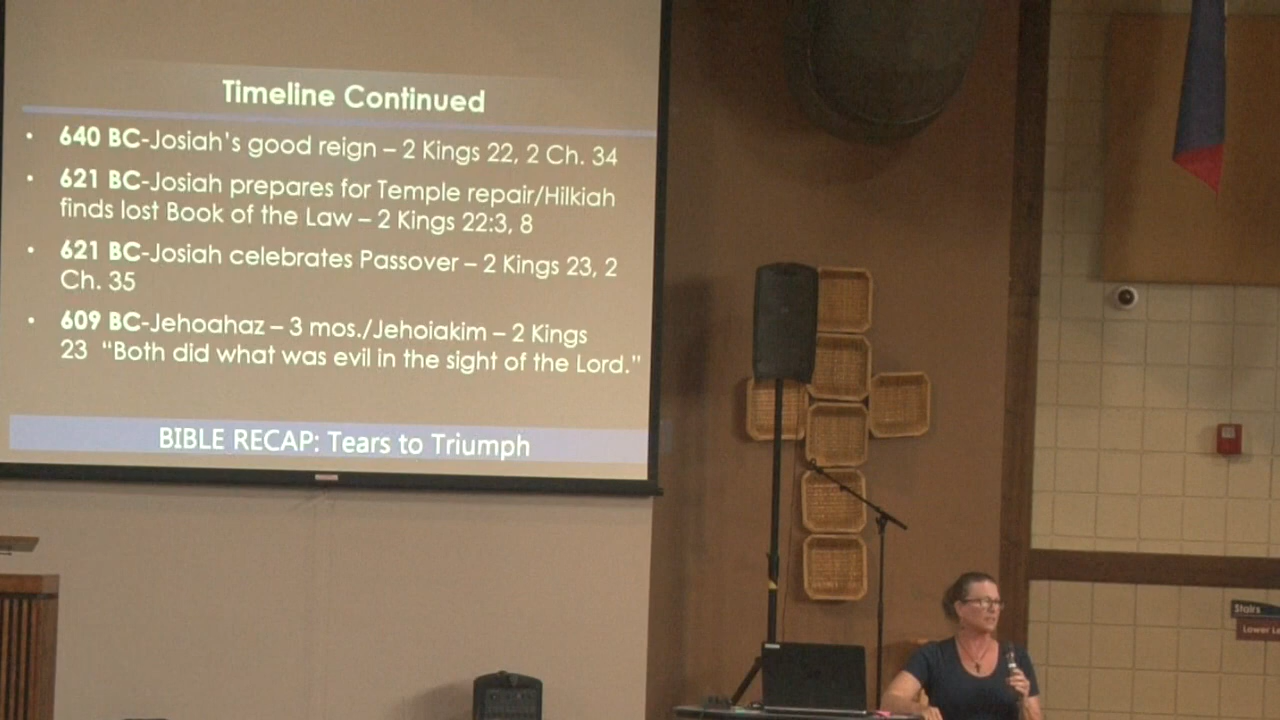 Timeline Continued
• 640 BC-Josiah's good reign – 2 Kings 22, 2 Ch. 34
• 621 BC-Josiah prepares for Temple repair/Hilkiah
finds lost Book of the Law – 2 Kings 22:3, 8
• 621 BC-Josiah celebrates Passover – 2 Kings 23, 2
Ch. 35
• 609 BC-Jehoahaz – 3 mos./Jehoiakim – 2 Kings
23 “Both did what was evil in the sight of the Lord.”
BIBLE RECAP: Tears to Triumph
Stairs
Lower